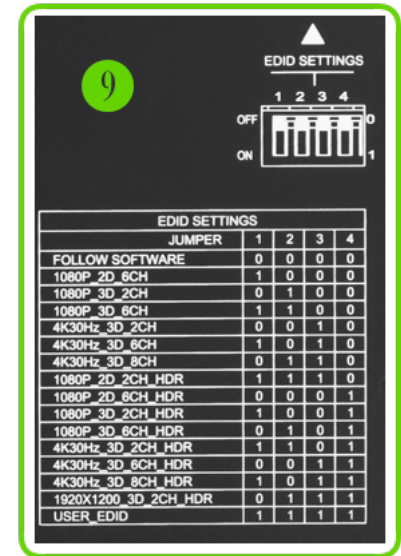 9
EDID SETTINGS
1 2 3 4
OFF 0
ON 1
EDID SETTINGS
JUMPER 1 2 3 4
FOLLOW SOFTWARE 0 0 0 0
1080P_2D_6CH 1 0 0 0
1080P_3D_2CH 0 1 0 0
1080P_3D_6CH 1 1 0 0
4K30Hz_3D_2CH 0 0 1 0
4K30Hz_3D_6CH 1 0 1 0
4K30Hz_3D_8CH 0 1 1 0
1080P_2D_2CH_HDR 1 1 1 0
1080P_2D_6CH_HDR 0 0 0 1
1080P_3D_2CH_HDR 1 0 0 1
1080P_3D_6CH_HDR 0 1 0 1
4K30Hz_3D_2CH_HDR 1 1 0 1
4K30Hz_3D_6CH_HDR 0 0 1 1
4K30Hz_3D_8CH_HDR 1 0 1 1
1920X1200_3D_2CH_HDR 0 1 1 1
USER_EDID 1 1 1 1